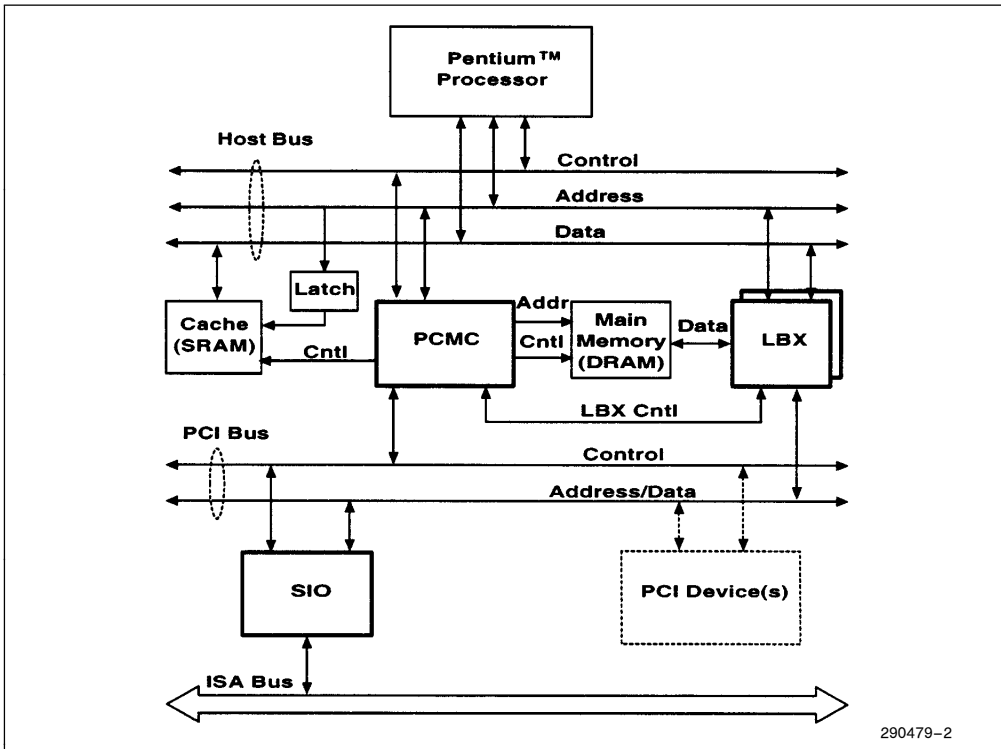 Pentium™
Processor
Host Bus
Control
Address
Data
Latch
Cache
(SRAM)
Cntl
PCMC
Addr
Cntl
Main
Memory
(DRAM)
Data
LBX
LBX Cntl
PCI Bus
Control
Address/Data
SIO
PCI Device(s)
ISA Bus
290479–2